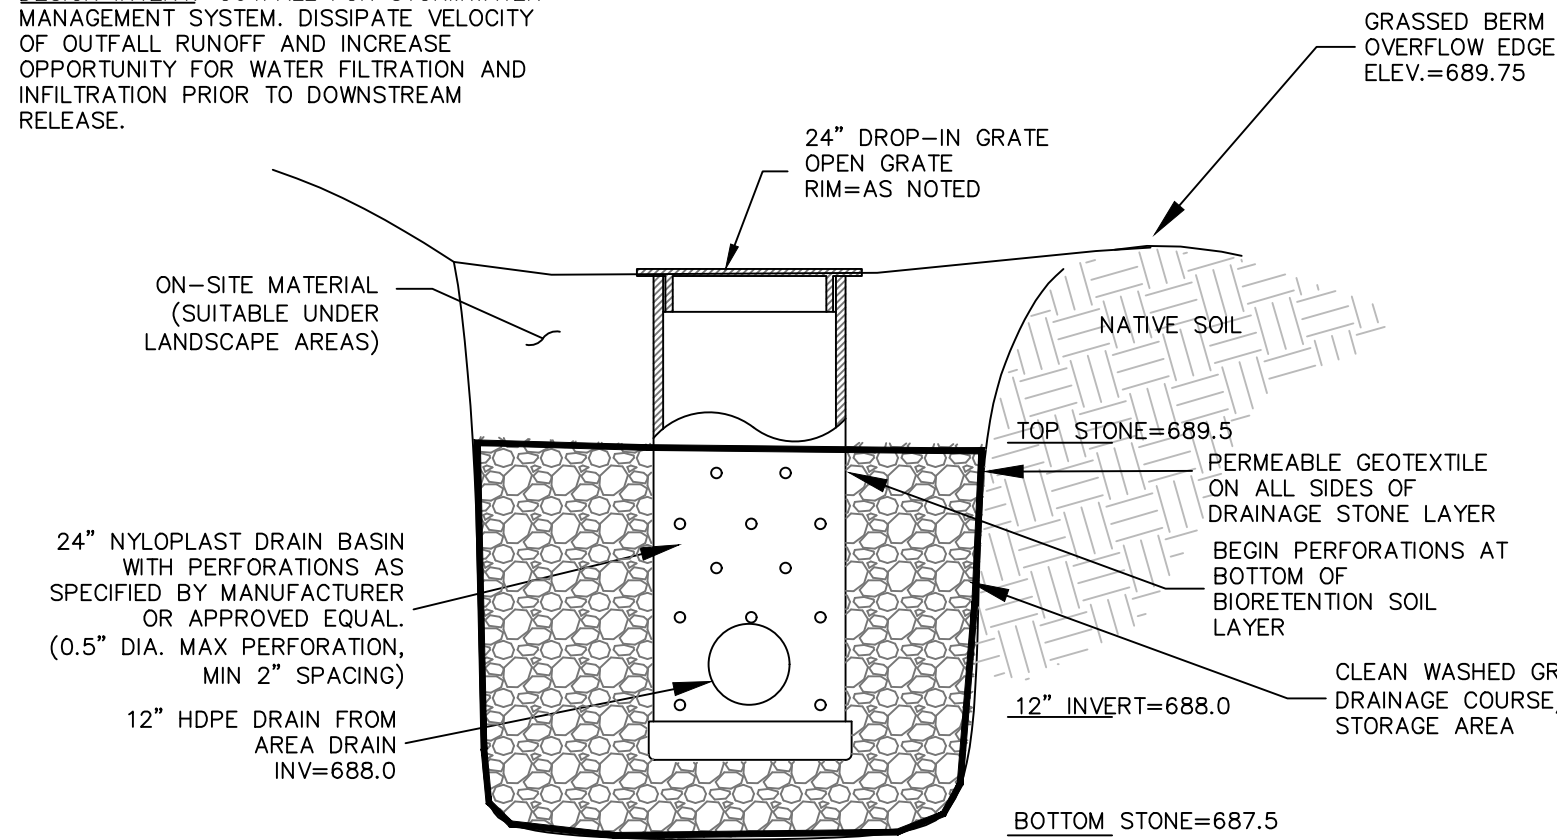 MANAGEMENT SYSTEM. DISSIPATE VELOCITY
OF OUTFALL RUNOFF AND INCREASE
OPPORTUNITY FOR WATER FILTRATION AND
INFILTRATION PRIOR TO DOWNSTREAM
RELEASE.
GRASSED BERM
OVERFLOW EDGE
ELEV.=689.75
24” DROP-IN GRATE
OPEN GRATE
RIM=AS NOTED
ON-SITE MATERIAL
(SUITABLE UNDER
LANDSCAPE AREAS)
NATIVE SOIL
TOP STONE=689.5
PERMEABLE GEOTEXTILE
ON ALL SIDES OF
DRAINAGE STONE LAYER
24” NYLOPLAST DRAIN BASIN
WITH PERFORATIONS AS
SPECIFIED BY MANUFACTURER
OR APPROVED EQUAL.
(0.5” DIA. MAX PERFORATION,
MIN 2” SPACING)
BEGIN PERFORATIONS AT
BOTTOM OF
BIORETENTION SOIL
LAYER
CLEAN WASHED
DRAINAGE COURSE,
STORAGE AREA
12” HDPE DRAIN FROM
AREA DRAIN
INV=688.0
12” INVERT=688.0
BOTTOM STONE=687.5